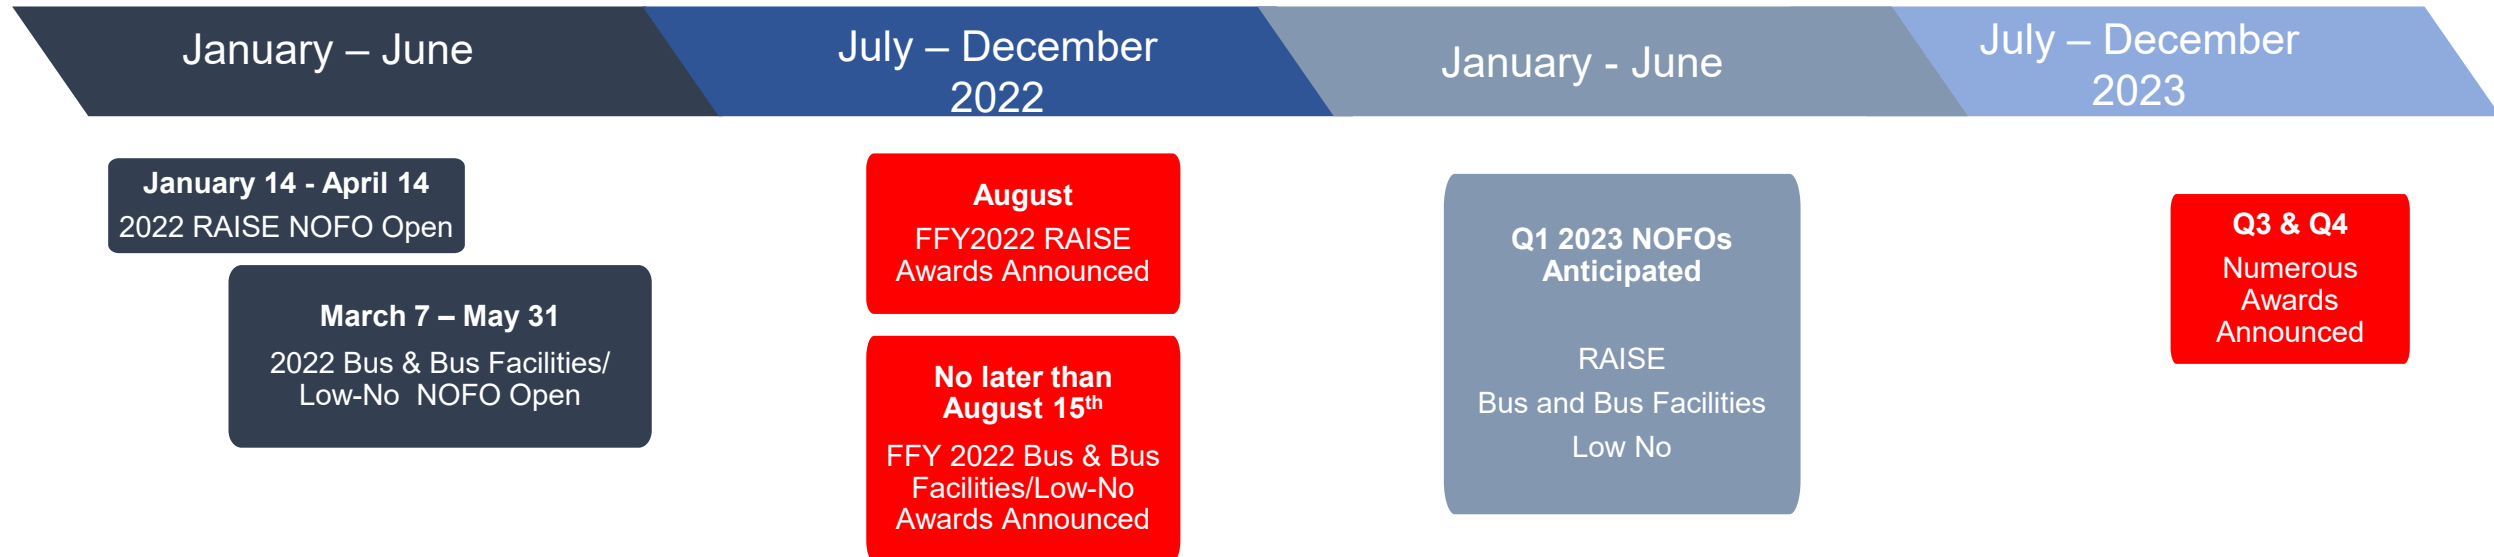 January – June
July – December
2022
January - June
July – December
2023
January 14 - April 14
2022 RAISE NOFO Open
March 7 – May 31
2022 Bus & Bus Facilities/
Low-No  NOFO Open
August
FFY2022 RAISE
Awards Announced
No later than
August 15th
FFY 2022 Bus & Bus
Facilities/Low-No
Awards Announced
Q1 2023 NOFOs
Anticipated
RAISE
Bus and Bus Facilities
Low No
Q3 & Q4
Numerous
Awards
Announced